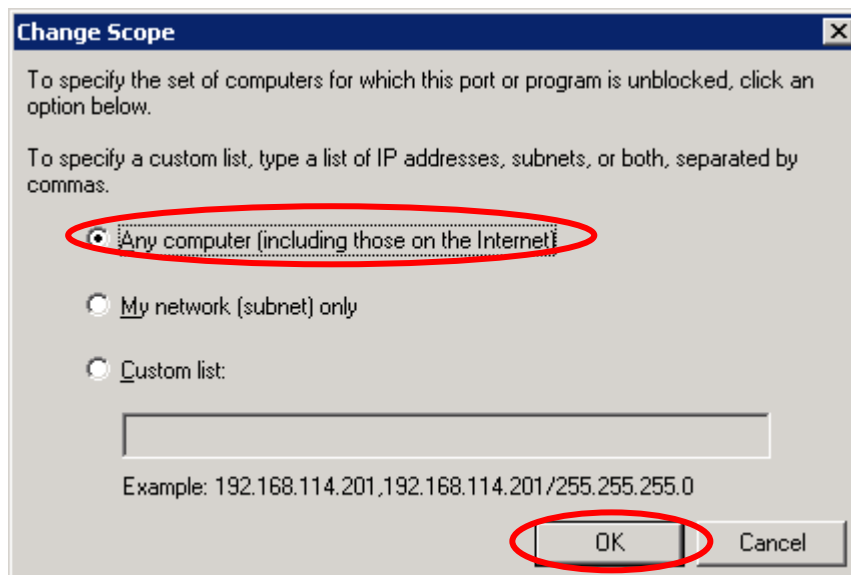 Change Scope
To specify the set of computers for which this port or program is unblocked, click an
option below.
To specify a custom list, type a list of IP addresses, subnets, or both, separated by
commas.
Any computer (including those on the Internet)
My network (subnet) only
Custom list:
Example: 192.168.114.201,192.168.114.201/255.255.255.0
OK
Cancel